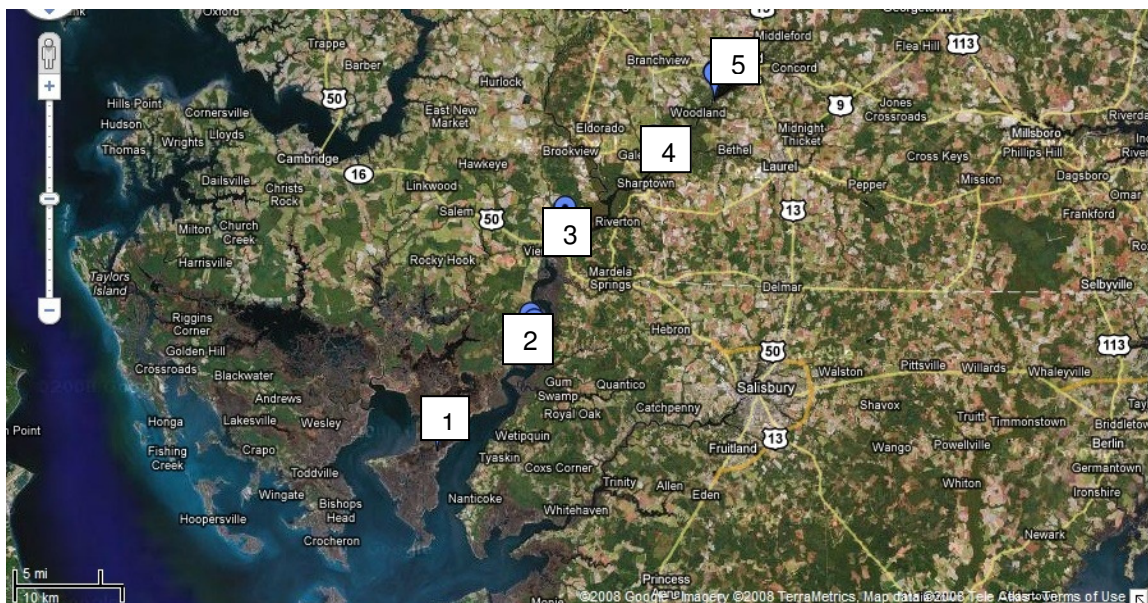 Oxford
Georgetown
Trappe
Middleford
Branchview
Flea Hill
113
Barber
5
Concord
Hurlock
50
Hills Point
Cornersville
East New
Market
Woodland
9
Jones
Crossroads
Hudson
Wrights
Lloyds
Eldorado
Midnight
Thicket
Millsboro
Thomas
Brookview
4
Bethel
Phillips Hill
Cambridge
Hawkeye
Laurel
Cross Keys
Dagsboro
16
Dailsville
Linkwood
Sharptown
Pepper
Mission
Omar
Christs
Rock
Salem
50
13
Frankford
Milton
Church
Creek
3
Riverton
Harrisville
Rocky Hook
Taylors
Island
Mardela
Springs
Delmar
Selbyville
Riggins
Corner
2
Hebron
113
Golden Hill
50
Crossroads
Blackwater
Gum
Swamp
Quantico
Salisbury
Walston
Pittsville
Willards
Whaleyville
Andrews
1
Royal Oak
Catchpenny
Shavox
Honga
Lakesville
Wesley
Truitt
Timmonstown
Wetipquin
13
Fruitland
Wango
Powellville
Berlin
Fishing
Creek
Crapo
Tyaskin
Toddville
Coxs Corner
Germantown
Trinity
Allen
Whiton
Wingate
Eden
Ironshire
Bishops
Head
Nanticoke
Hoopersville
Whitehaven
Newark
Crocheron
5 mi
Princess
10 km
©2008 Google - Imagery ©2008 TerraMetrics, Map data ©2008 Tele Atlas - Terms of Use